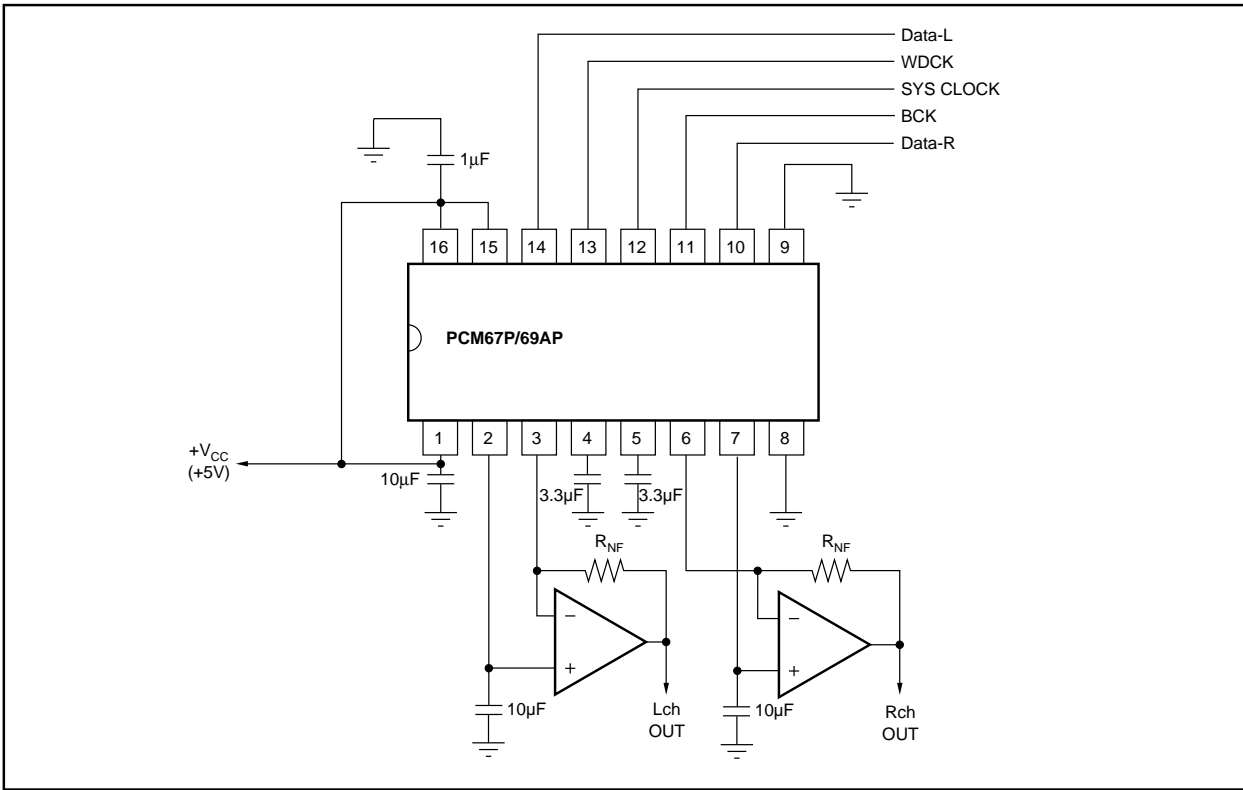 Data-L
WDCK
SYS CLOCK
BCK
Data-R
1μF
16 15 14 13 12 11 10 9
PCM67P/69AP
1 2 3 4 5 6 7 8
+VCC
(+5V)
10μF
3.3μF
3.3μF
RNF
RNF
−
+
−
+
10μF
Lch
OUT
10μF
Rch
OUT